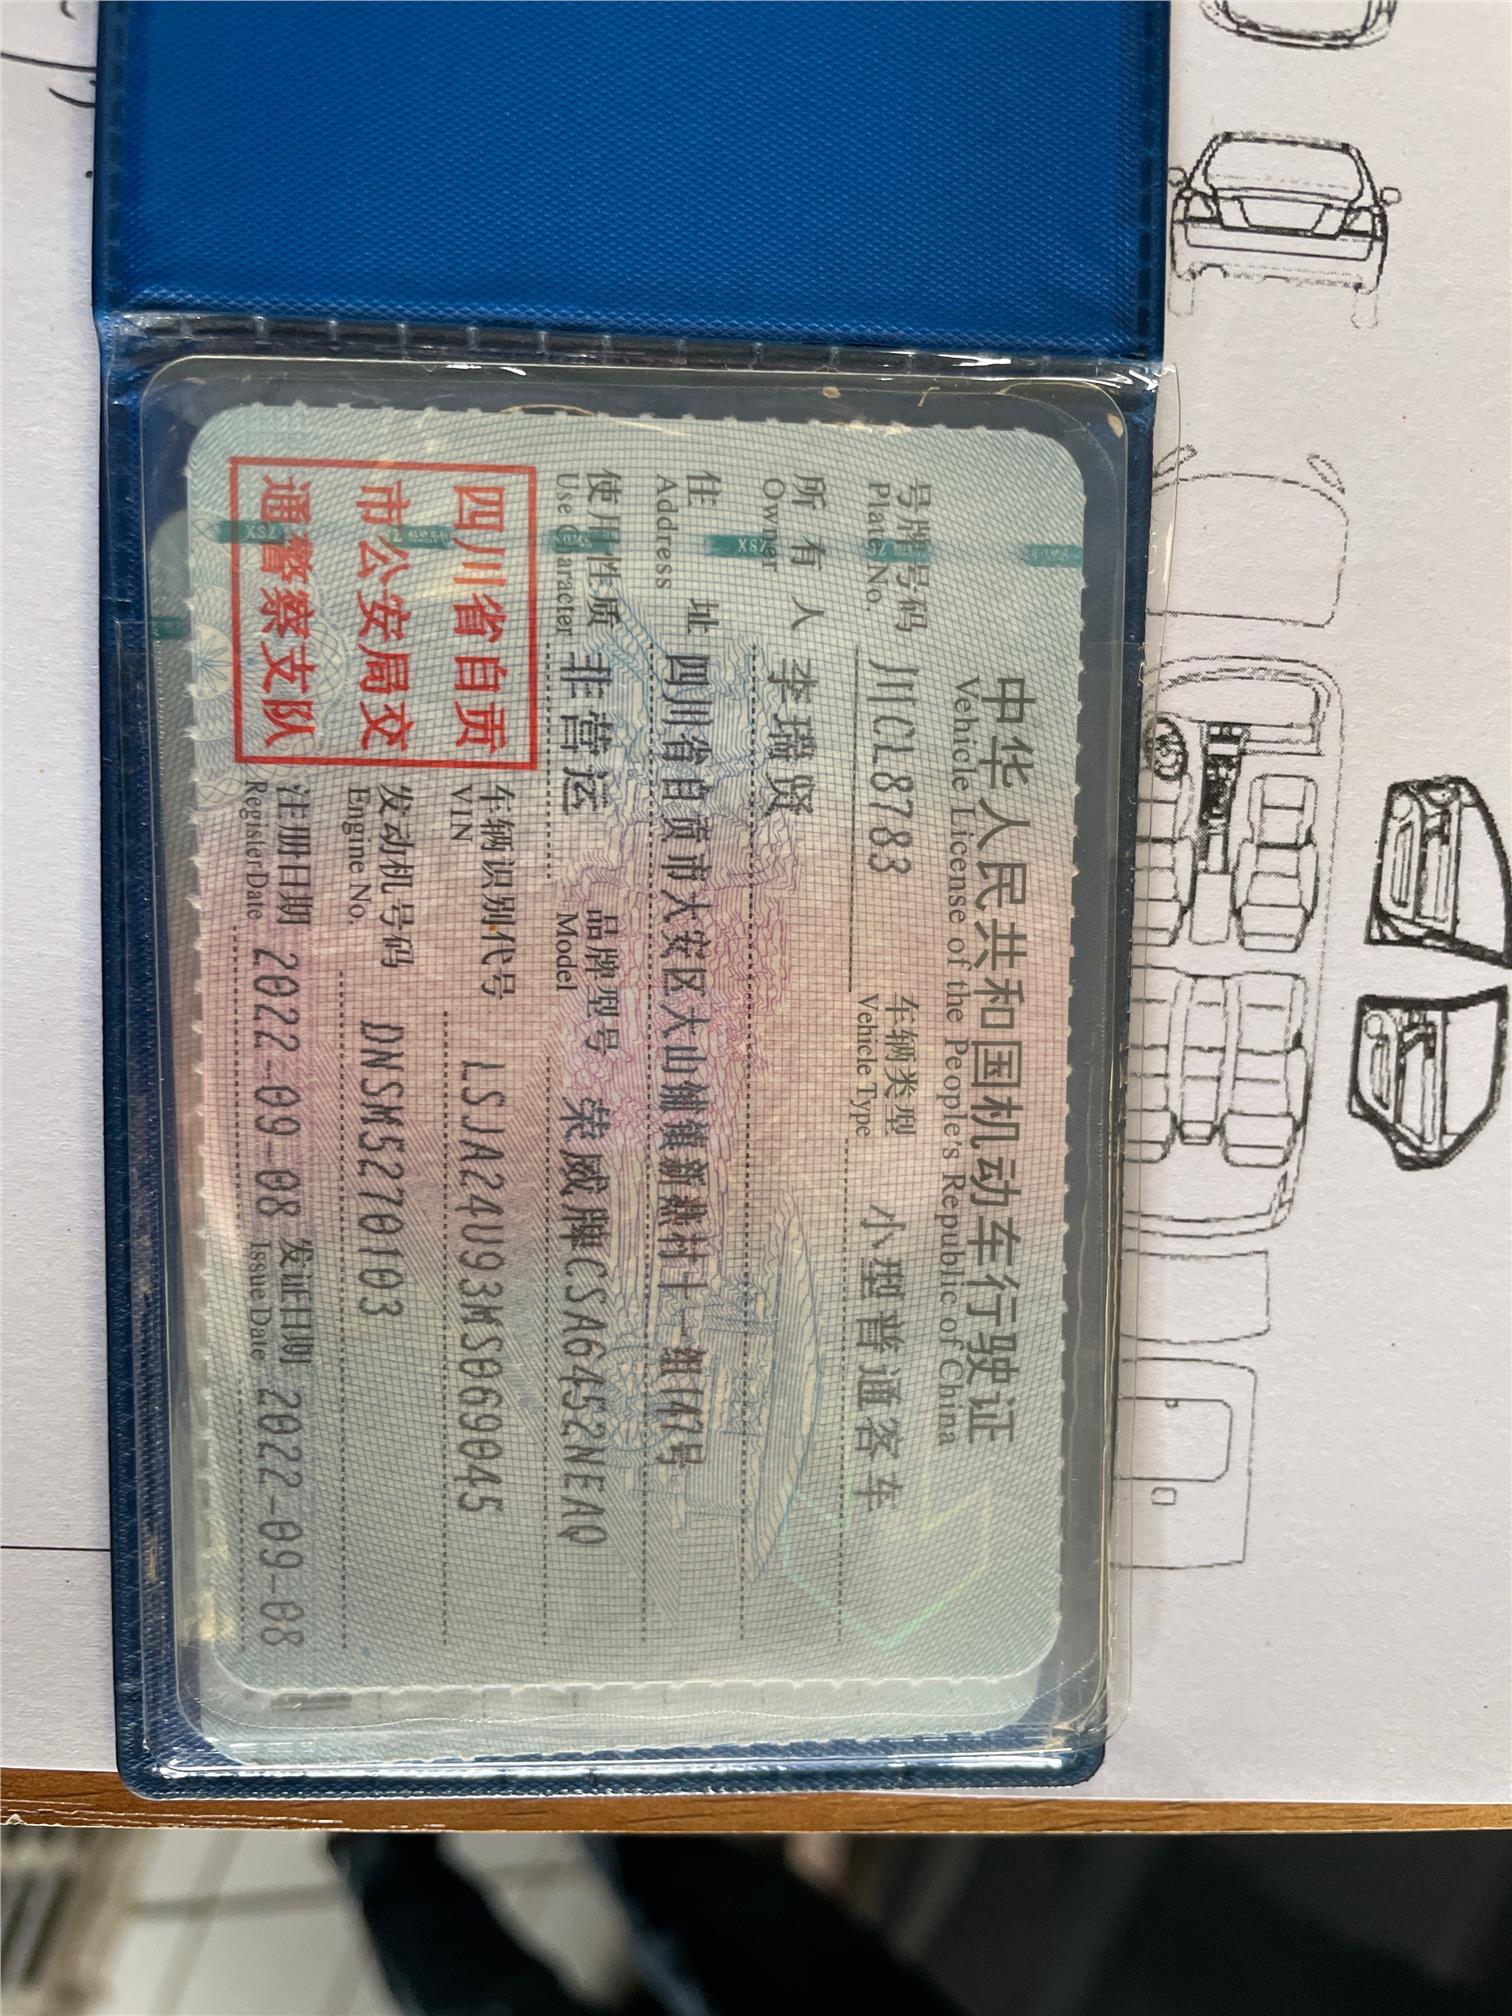 中华人民共和国机动车行驶证
Vehicle License of the People's Republic of China
号牌号码 川CL8783 车辆类型 小型普通客车
Plate No. Vehicle Type
所有人 李瑞贤
Owner
住址 四川省自贡市大安区大山铺镇新燕村十一组147号
Address
使用性质 非营运 品牌型号 荣威牌CSA6452NEAQ
Use Character Model
四川省自贡
市公安局交
通警察支队
车辆识别代号 LSJA24U93MS069045
VIN
发动机号码 DNSM5270103
Engine No.
注册日期 2022-09-08 发证日期 2022-09-08
Register Date Issue Date